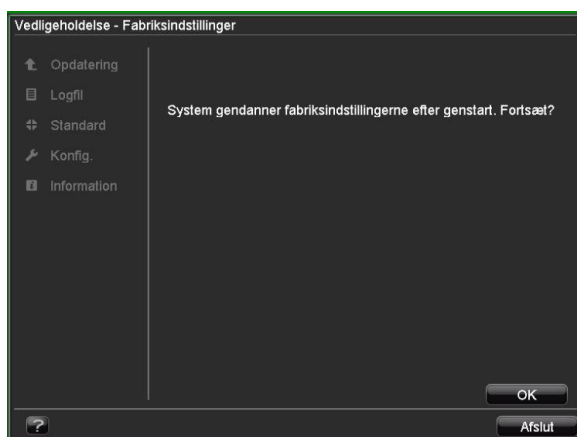 Vedligeholdelse - Fabriksindstillinger
Opdatering
Logfil
Standard
Konfig.
Information
System gendanner fabriksindstillingerne efter genstart. Fortsæt?
OK
?
Afslut